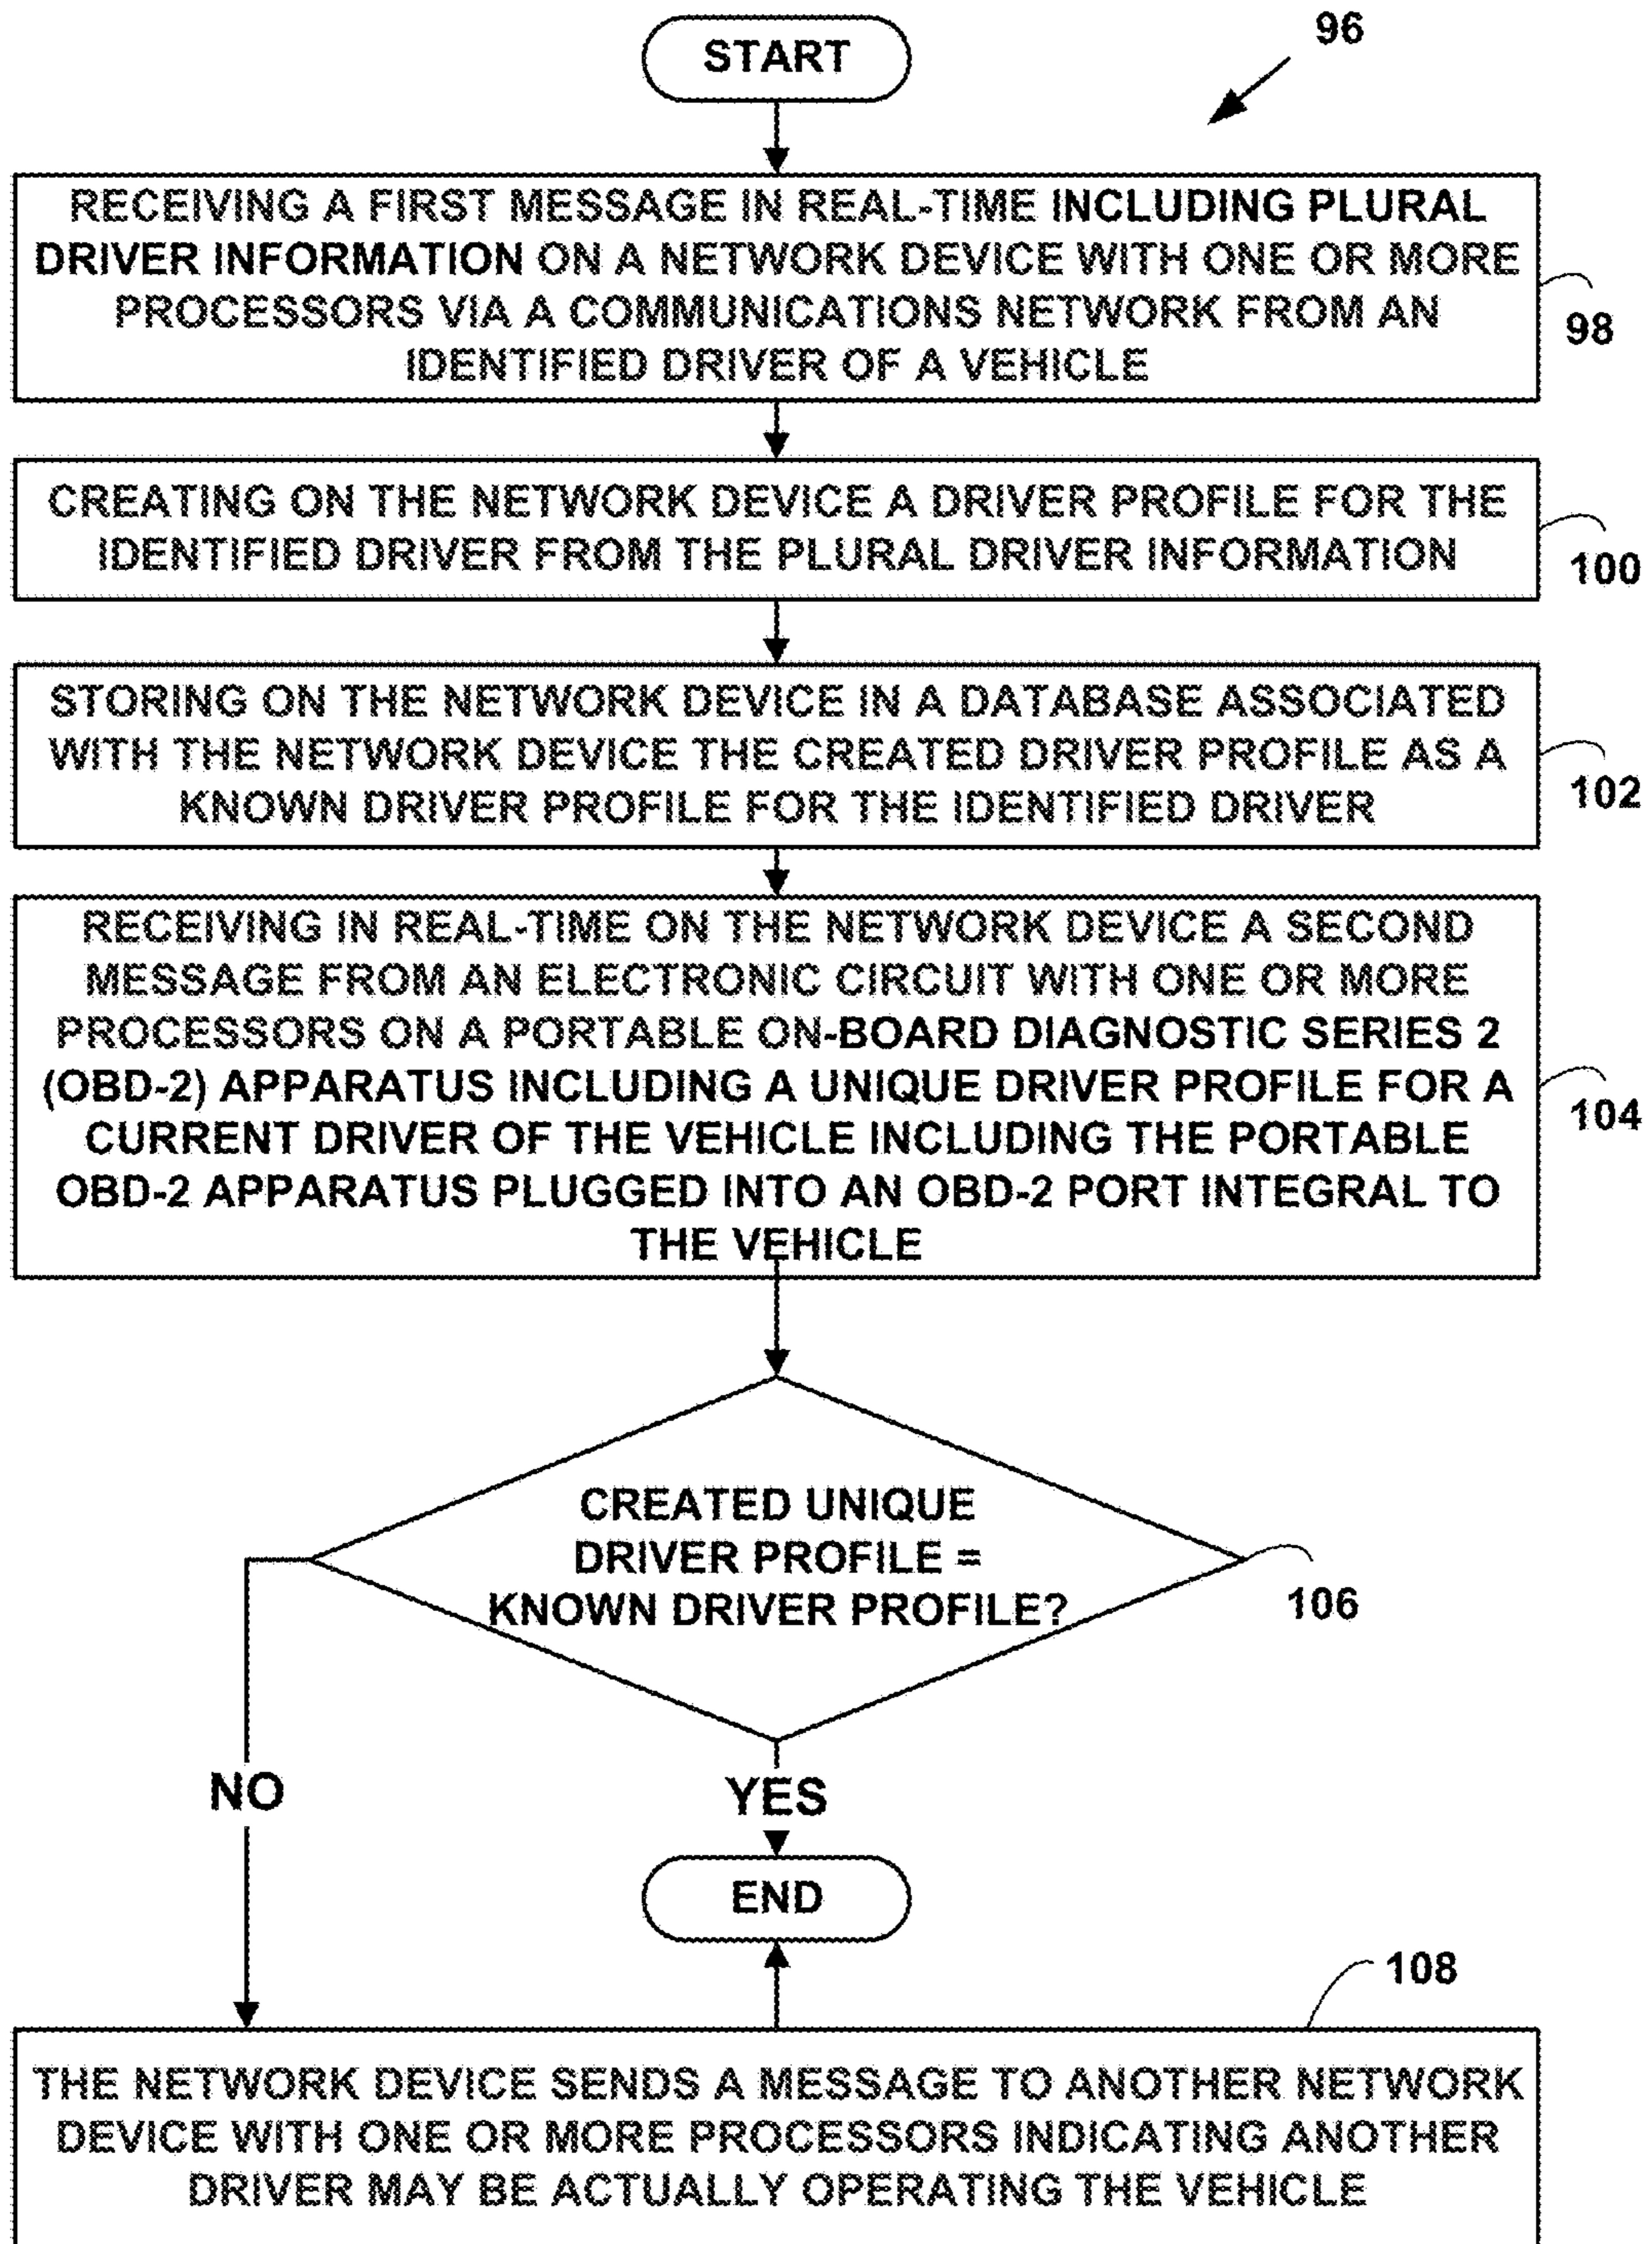 START
96
RECEIVING A FIRST MESSAGE IN REAL-TIME INCLUDING PLURAL
DRIVER INFORMATION ON A NETWORK DEVICE WITH ONE OR MORE
PROCESSORS VIA A COMMUNICATIONS NETWORK FROM AN
IDENTIFIED DRIVER OF A VEHICLE
98
CREATING ON THE NETWORK DEVICE A DRIVER PROFILE FOR THE
IDENTIFIED DRIVER FROM THE PLURAL DRIVER INFORMATION
100
STORING ON THE NETWORK DEVICE IN A DATABASE ASSOCIATED
WITH THE NETWORK DEVICE THE CREATED DRIVER PROFILE AS A
KNOWN DRIVER PROFILE FOR THE IDENTIFIED DRIVER
102
RECEIVING IN REAL-TIME ON THE NETWORK DEVICE A SECOND
MESSAGE FROM AN ELECTRONIC CIRCUIT WITH ONE OR MORE
PROCESSORS ON A PORTABLE ON-BOARD DIAGNOSTIC SERIES 2
(OBD-2) APPARATUS INCLUDING A UNIQUE DRIVER PROFILE FOR A
CURRENT DRIVER OF THE VEHICLE INCLUDING THE PORTABLE
OBD-2 APPARATUS PLUGGED INTO AN OBD-2 PORT INTEGRAL TO
THE VEHICLE
104
CREATED UNIQUE
DRIVER PROFILE =
KNOWN DRIVER PROFILE?
106
NO
YES
END
108
THE NETWORK DEVICE SENDS A MESSAGE TO ANOTHER NETWORK
DEVICE WITH ONE OR MORE PROCESSORS INDICATING ANOTHER
DRIVER MAY BE ACTUALLY OPERATING THE VEHICLE